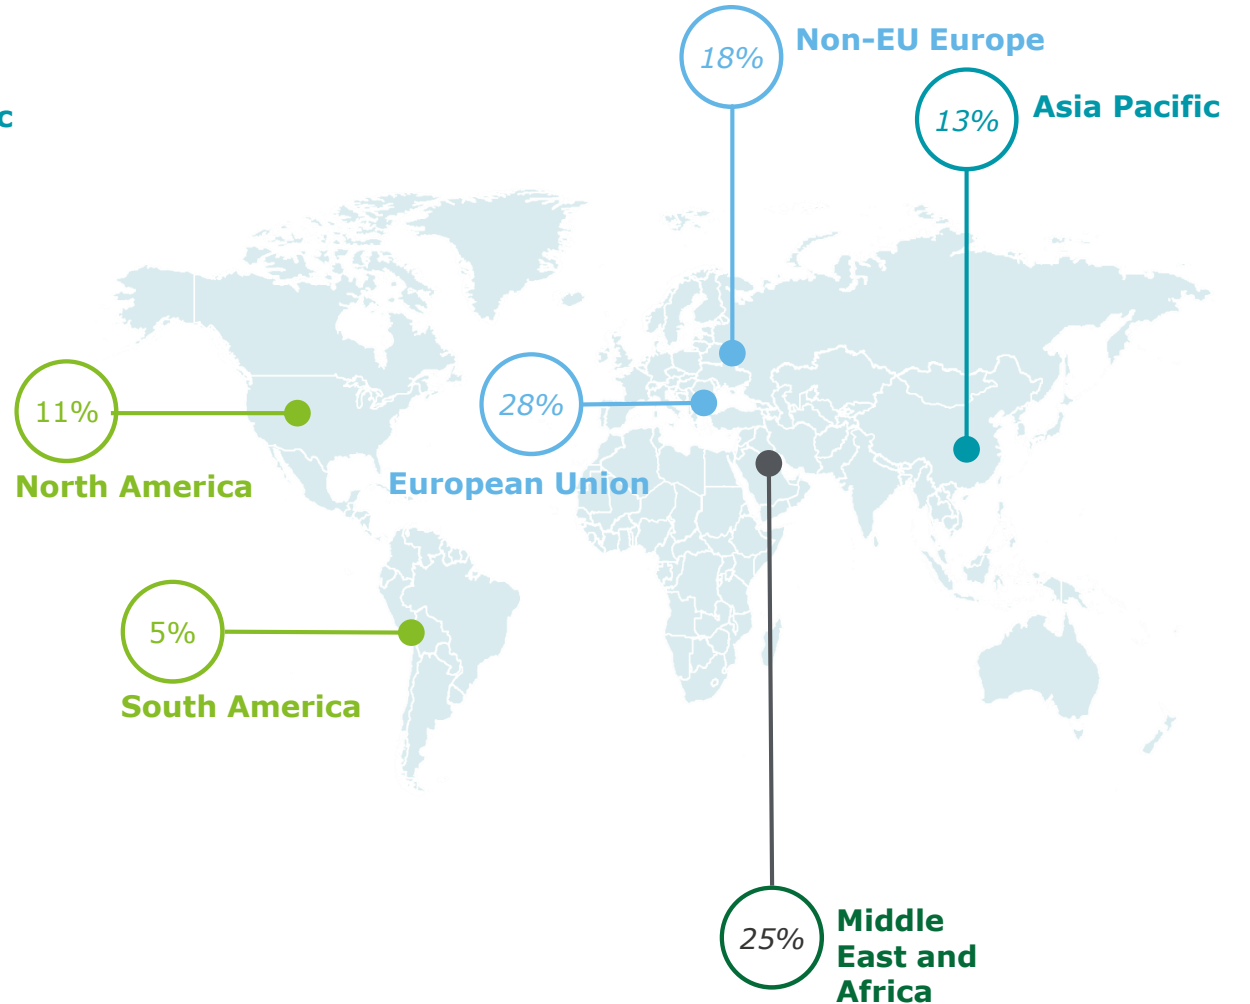 Non-EU Europe
18%
Asia Pacific
13%
c
11%
North America
28%
European Union
5%
South America
25%
Middle
East and
Africa